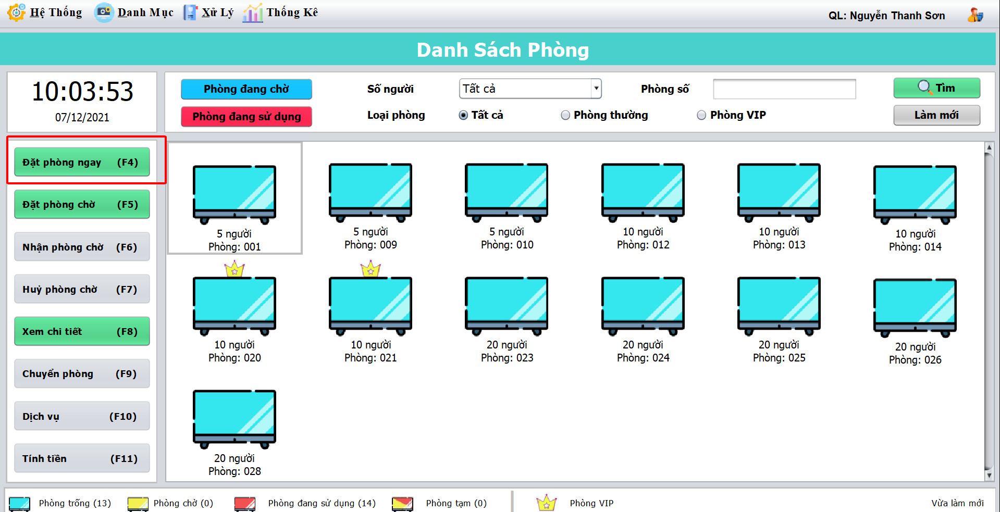 Hệ Thống Danh Mục Xử Lý Thống Kê QL: Nguyễn Thanh Sơn
Danh Sách Phòng
10:03:53
07/12/2021
Phòng đang chờ Số người Tất cả Phòng số Tìm
Phòng đang sử dụng Loại phòng Tất cả Phòng thường Phòng VIP Làm mới
Đặt phòng ngay (F4)
Đặt phòng chờ (F5)
Nhận phòng chờ (F6)
Huỷ phòng chờ (F7)
Xem chi tiết (F8)
Chuyển phòng (F9)
Dịch vụ (F10)
Tính tiền (F11)
5 người
Phòng: 001
5 người
Phòng: 009
5 người
Phòng: 010
10 người
Phòng: 012
10 người
Phòng: 013
10 người
Phòng: 014
10 người
Phòng: 020
10 người
Phòng: 021
20 người
Phòng: 023
20 người
Phòng: 024
20 người
Phòng: 025
20 người
Phòng: 026
20 người
Phòng: 028
Phòng trống (13) Phòng chờ (0) Phòng đang sử dụng (14) Phòng tạm (0) Phòng VIP Vừa làm mới